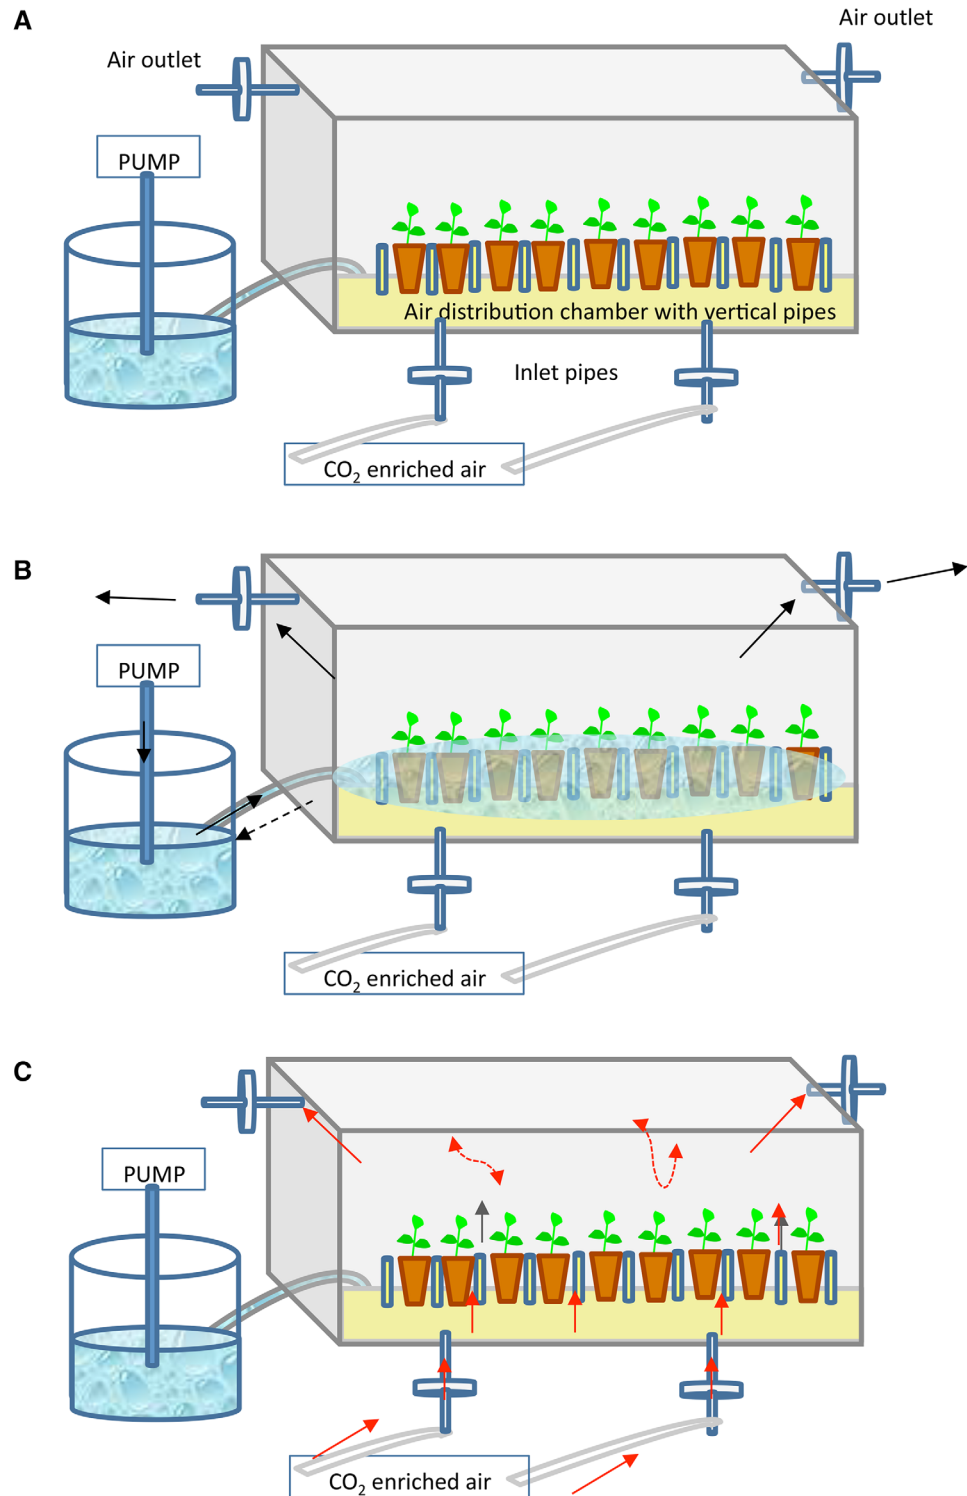 A
Air outlet
Air outlet
PUMP
Air distribution chamber with vertical pipes
Inlet pipes
CO₂ enriched air
B
PUMP
CO₂ enriched air
C
PUMP
CO₂ enriched air